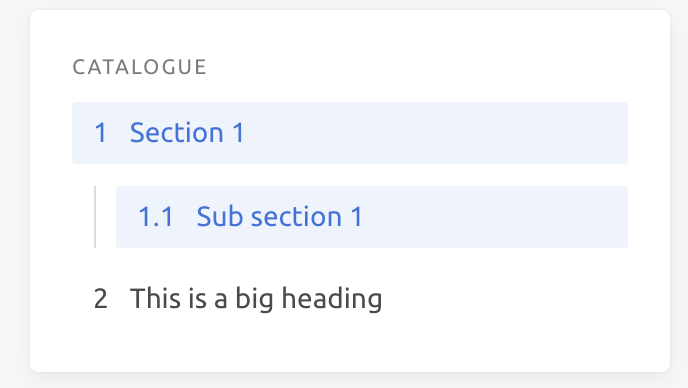 CATALOGUE
1 Section 1
1.1 Sub section 1
2 This is a big heading